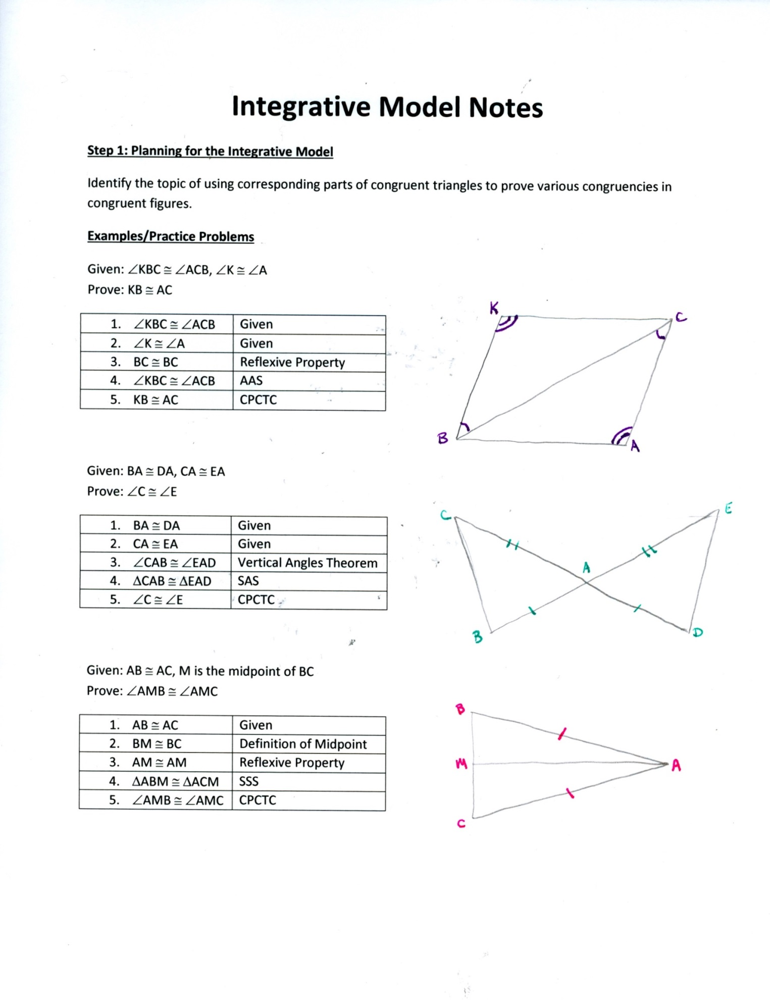 Integrative Model Notes
Step 1: Planning for the Integrative Model
Identify the topic of using corresponding parts of congruent triangles to prove various congruencies in
congruent figures.
Examples/Practice Problems
Given: ∠KBC ≅ ∠ACB, ∠K ≅ ∠A
Prove: KB ≅ AC
1. ∠KBC ≅ ∠ACB Given
2. ∠K ≅ ∠A Given
3. BC ≅ BC Reflexive Property
4. ∠KBC ≅ ∠ACB AAS
5. KB ≅ AC CPCTC
K
C
B
A
Given: BA ≅ DA, CA ≅ EA
Prove: ∠C ≅ ∠E
1. BA ≅ DA Given
2. CA ≅ EA Given
3. ∠CAB ≅ ∠EAD Vertical Angles Theorem
4. ΔCAB ≅ ΔEAD SAS
5. ∠C ≅ ∠E CPCTC
C
E
A
B
D
Given: AB ≅ AC, M is the midpoint of BC
Prove: ∠AMB ≅ ∠AMC
1. AB ≅ AC Given
2. BM ≅ BC Definition of Midpoint
3. AM ≅ AM Reflexive Property
4. ΔABM ≅ ΔACM SSS
5. ∠AMB ≅ ∠AMC CPCTC
B
M
A
C